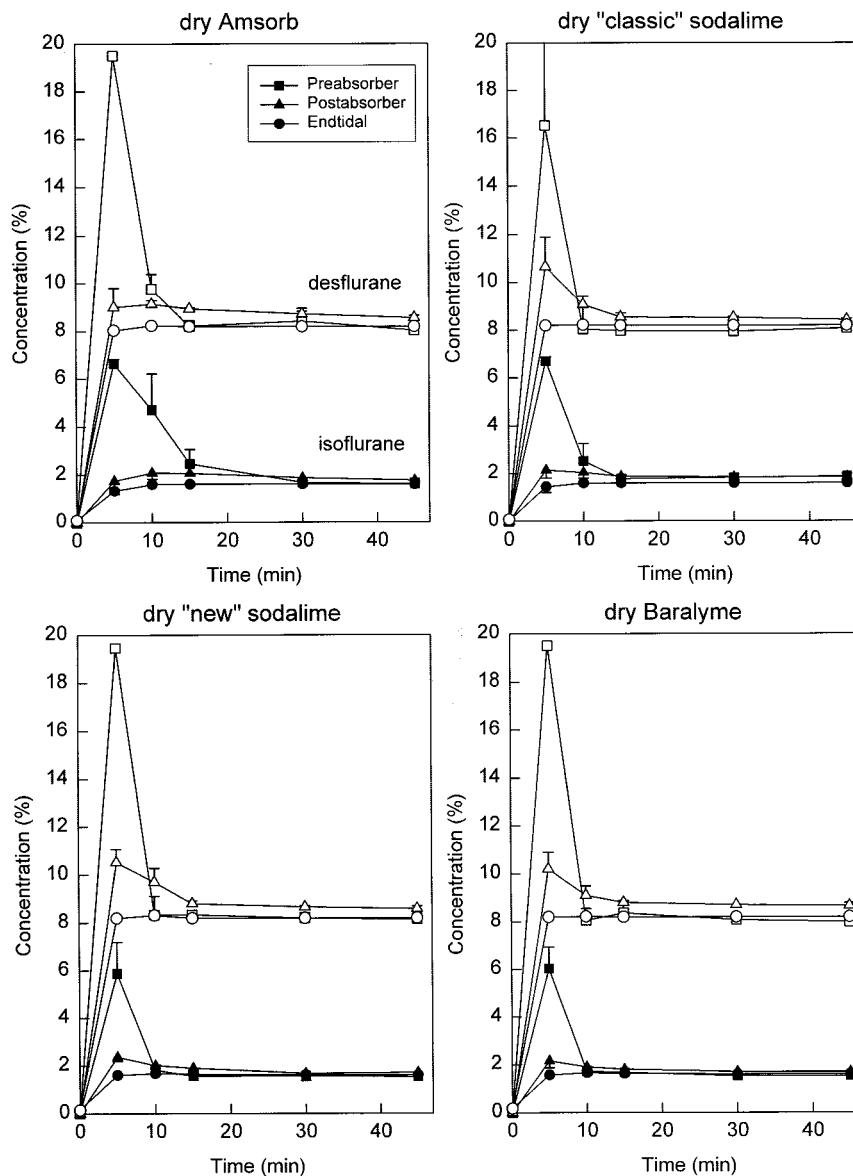 dry Amsorb
20
18
16
14
12
10
8
6
4
2
0
Concentration (%)
Preabsorber
Postabsorber
Endtidal
desflurane
isoflurane
0 10 20 30 40
Time (min)
dry "classic" sodalime
20
18
16
14
12
10
8
6
4
2
0
Concentration (%)
0 10 20 30 40
Time (min)
dry "new" sodalime
20
18
16
14
12
10
8
6
4
2
0
Concentration (%)
0 10 20 30 40
Time (min)
dry Baralyme
20
18
16
14
12
10
8
6
4
2
0
Concentration (%)
0 10 20 30 40
Time (min)